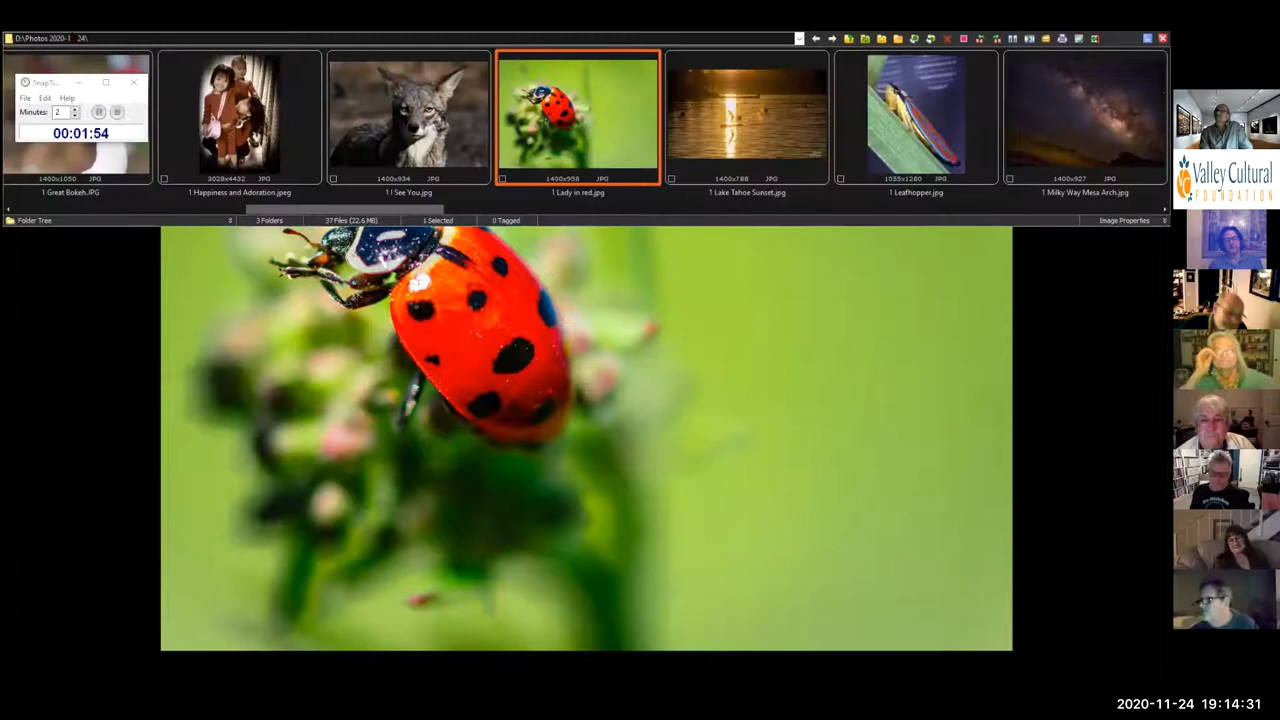 D:\Photos 2020-11-24\
SnapTi...
File Edit Help
Minutes: 2
00:01:54
1400x1050 JPG
3028x4432 JPG
1400x934 JPG
1400x958 JPG
1400x788 JPG
1055x1280 JPG
1400x927 JPG
1 Great Bokeh.JPG
1 Happiness and Adoration.jpeg
1 I See You.jpg
1 Lady in red.jpg
1 Lake Tahoe Sunset.jpg
1 Leafhopper.jpg
1 Milky Way Mesa Arch.jpg
Folder Tree
3 Folders
37 Files (22.6 MB)
1 Selected
0 Tagged
Image Properties
Valley Cultural
FOUNDATION
2020-11-24 19:14:31